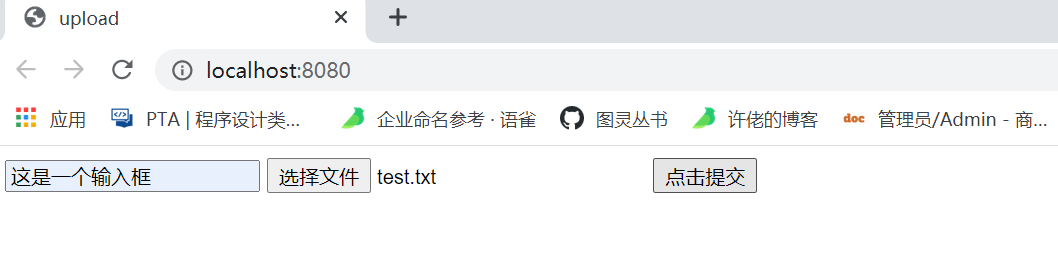 upload
localhost:8080
应用 PTA | 程序设计类... 企业命名参考 · 语雀 图灵丛书 许佬的博客 doc 管理员/Admin - 商...
这是一个输入框 选择文件 test.txt 点击提交